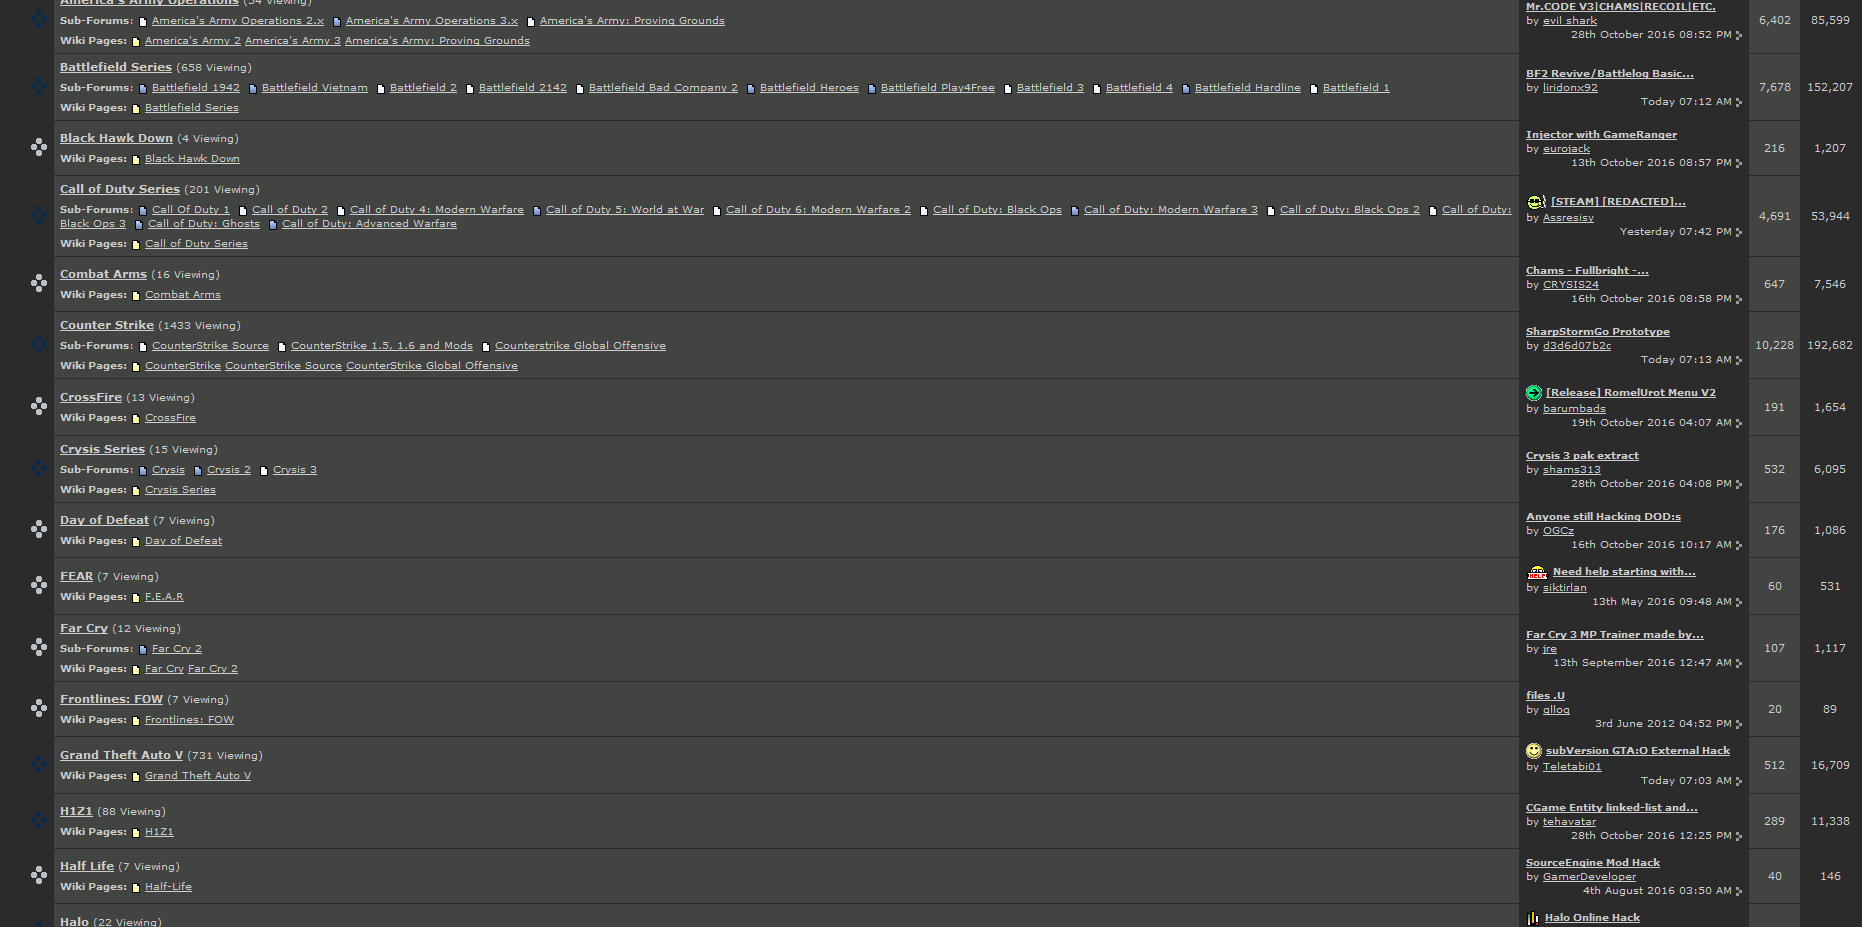 America's Army Operations (54 Viewing)
Sub-Forums: America's Army Operations 2.x America's Army Operations 3.x America's Army: Proving Grounds
Wiki Pages: America's Army 2 America's Army 3 America's Army: Proving Grounds
Mr.CODE V3|CHAMS|RECOIL|ETC.
by evil shark
28th October 2016 08:52 PM
6,402 85,599
Battlefield Series (658 Viewing)
Sub-Forums: Battlefield 1942 Battlefield Vietnam Battlefield 2 Battlefield 2142 Battlefield Bad Company 2 Battlefield Heroes Battlefield Play4Free Battlefield 3 Battlefield 4 Battlefield Hardline Battlefield 1
Wiki Pages: Battlefield Series
BF2 Revive/Battlelog Basic...
by liridonx92
Today 07:12 AM
7,678 152,207
Black Hawk Down (4 Viewing)
Wiki Pages: Black Hawk Down
Injector with GameRanger
by eurojack
13th October 2016 08:57 PM
216 1,207
Call of Duty Series (201 Viewing)
Sub-Forums: Call Of Duty 1 Call of Duty 2 Call of Duty 4: Modern Warfare Call of Duty 5: World at War Call of Duty 6: Modern Warfare 2 Call of Duty: Black Ops Call of Duty: Modern Warfare 3 Call of Duty: Black Ops 2 Call of Duty:
Black Ops 3 Call of Duty: Ghosts Call of Duty: Advanced Warfare
Wiki Pages: Call of Duty Series
[STEAM] [REDACTED]...
by Assresisy
Yesterday 07:42 PM
4,691 53,944
Combat Arms (16 Viewing)
Wiki Pages: Combat Arms
Chams - Fullbright -...
by CRYSIS24
16th October 2016 08:58 PM
647 7,546
Counter Strike (1433 Viewing)
Sub-Forums: CounterStrike Source CounterStrike 1.5, 1.6 and Mods Counterstrike Global Offensive
Wiki Pages: CounterStrike CounterStrike Source CounterStrike Global Offensive
SharpStormGo Prototype
by d3d6d07b2c
Today 07:13 AM
10,228 192,682
CrossFire (13 Viewing)
Wiki Pages: CrossFire
[Release] RomelUrot Menu V2
by barumbads
19th October 2016 04:07 AM
191 1,654
Crysis Series (15 Viewing)
Sub-Forums: Crysis Crysis 2 Crysis 3
Wiki Pages: Crysis Series
Crysis 3 pak extract
by shams313
28th October 2016 04:08 PM
532 6,095
Day of Defeat (7 Viewing)
Wiki Pages: Day of Defeat
Anyone still Hacking DOD:s
by OGCz
16th October 2016 10:17 AM
176 1,086
FEAR (7 Viewing)
Wiki Pages: F.E.A.R
HELP
Need help starting with...
by siktirlan
13th May 2016 09:48 AM
60 531
Far Cry (12 Viewing)
Sub-Forums: Far Cry 2
Wiki Pages: Far Cry Far Cry 2
Far Cry 3 MP Trainer made by...
by jre
13th September 2016 12:47 AM
107 1,117
Frontlines: FOW (7 Viewing)
Wiki Pages: Frontlines: FOW
files .U
by
3rd June 2012 04:52 PM
20 89
Grand Theft Auto V (731 Viewing)
Wiki Pages: Grand Theft Auto V
subVersion GTA:O External Hack
by Teletabi01
Today 07:03 AM
512 16,709
H1Z1 (88 Viewing)
Wiki Pages: H1Z1
CGame Entity linked-list and...
by tehavatar
28th October 2016 12:25 PM
289 11,338
Half Life (7 Viewing)
Wiki Pages: Half-Life
SourceEngine Mod Hack
by GamerDeveloper
4th August 2016 03:50 AM
40 146
Halo (22 Viewing)
Halo Online Hack